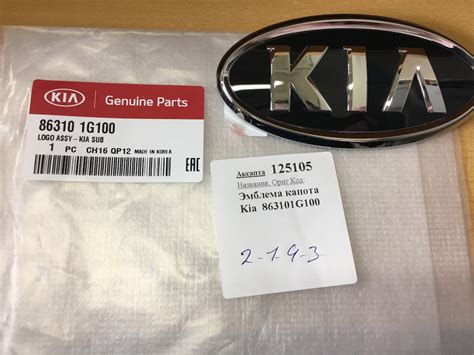 KIA
KIA Genuine Parts
86310 1G100
LOGO ASSY-KIA SUB
1 PC CH16 QP12 MADE IN KOREA
EAC
Аксапта 125105
Название, Ориг.Код:
Эмблема капота
Kia 863101G100
2-1-9-3